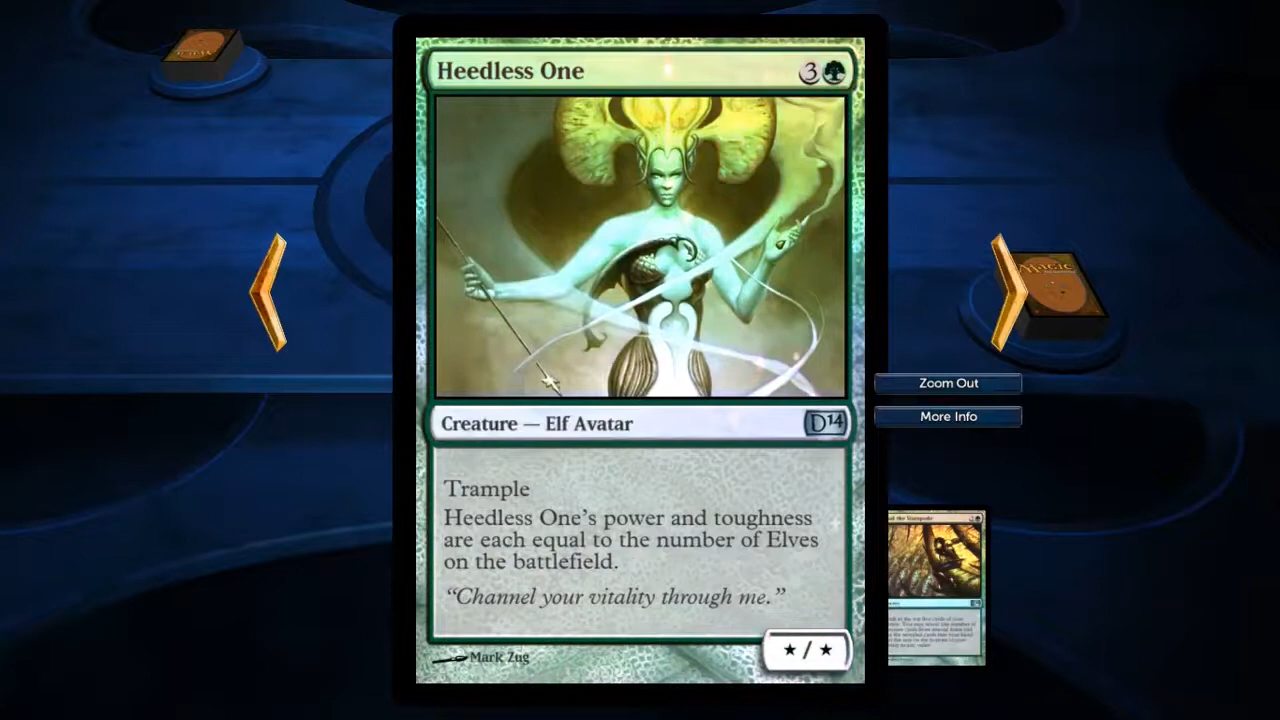 Heedless One
3
Creature — Elf Avatar
D14
Trample
Heedless One's power and toughness
are each equal to the number of Elves
on the battlefield.
“Channel your vitality through me.”
Mark Zug
★ / ★
MAGIC
Zoom Out
More Info